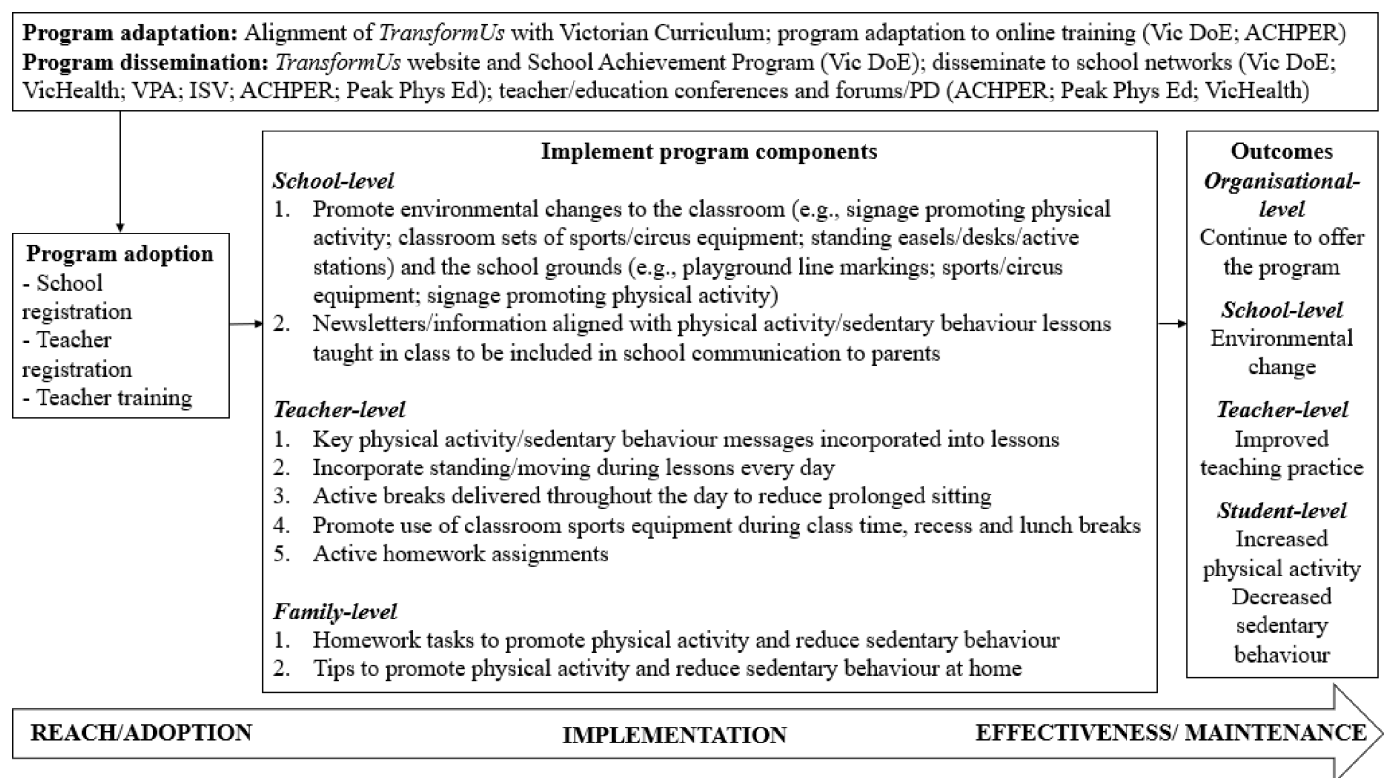 Program adaptation: Alignment of TransformUs with Victorian Curriculum; program adaptation to online training (Vic DoE; ACHPER)
Program dissemination: TransformUs website and School Achievement Program (Vic DoE); disseminate to school networks (Vic DoE;
VicHealth; VPA; ISV; ACHPER; Peak Phys Ed); teacher/education conferences and forums/PD (ACHPER; Peak Phys Ed; VicHealth)
Program adoption
- School
registration
- Teacher
registration
- Teacher training
Implement program components
School-level
1. Promote environmental changes to the classroom (e.g., signage promoting physical
activity; classroom sets of sports/circus equipment; standing easels/desks/active
stations) and the school grounds (e.g., playground line markings; sports/circus
equipment; signage promoting physical activity)
2. Newsletters/information aligned with physical activity/sedentary behaviour lessons
taught in class to be included in school communication to parents
Teacher-level
1. Key physical activity/sedentary behaviour messages incorporated into lessons
2. Incorporate standing/moving during lessons every day
3. Active breaks delivered throughout the day to reduce prolonged sitting
4. Promote use of classroom sports equipment during class time, recess and lunch breaks
5. Active homework assignments
Family-level
1. Homework tasks to promote physical activity and reduce sedentary behaviour
2. Tips to promote physical activity and reduce sedentary behaviour at home
Outcomes
Organisational-
level
Continue to offer
the program
School-level
Environmental
change
Teacher-level
Improved
teaching practice
Student-level
Increased
physical activity
Decreased
sedentary
behaviour
REACH/ADOPTION
IMPLEMENTATION
EFFECTIVENESS/ MAINTENANCE